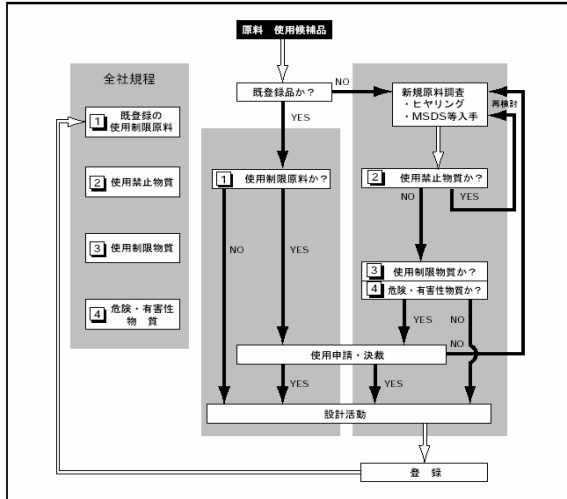 原料 使用候補品
全社規程
既登録品か?
NO
YES
新規原料調査
・ヒヤリング
・MSDS等入手
再検討
1 既登録の
使用制限原料
1 使用制限原料か?
2 使用禁止物質か?
2 使用禁止物質
NO
YES
NO
YES
3 使用制限物質
3 使用制限物質か?
4 危険・有害性物質か?
4 危険・有害性
物 質
YES
NO
使用申請・決裁
NO
YES
YES
設計活動
登 録